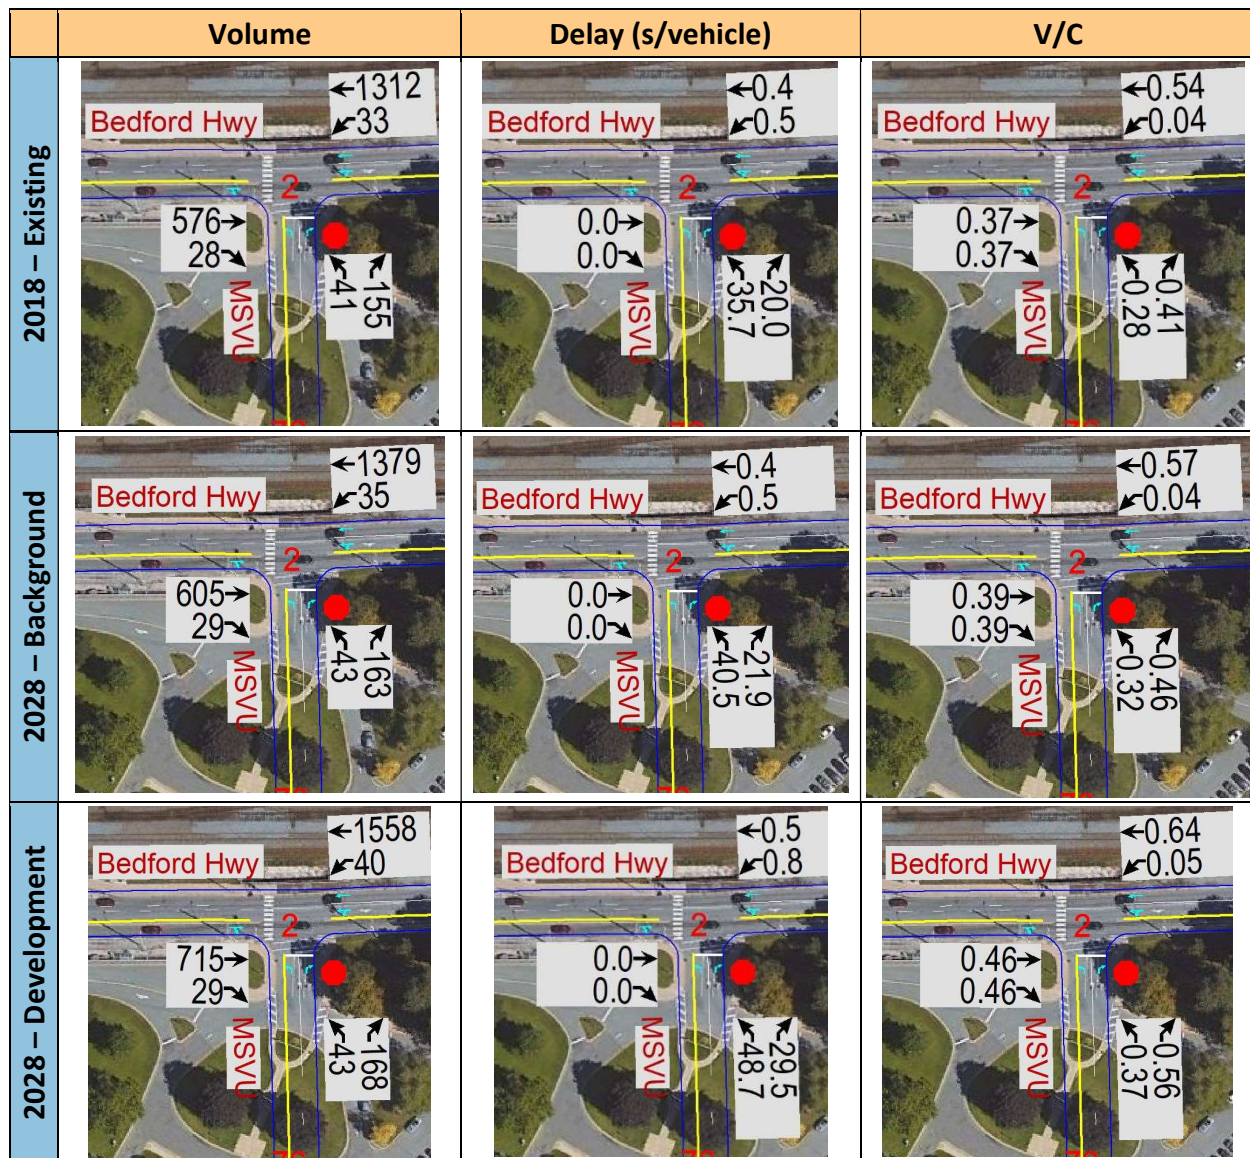 Volume
Delay (s/vehicle)
V/C
2018 – Existing
1312
33
Bedford Hwy
2
576
28
MSVU
41
155
0.4
0.5
Bedford Hwy
2
0.0
0.0
MSVU
35.7
20.0
0.54
0.04
Bedford Hwy
2
0.37
0.37
MSVU
0.28
0.41
2028 – Background
1379
35
Bedford Hwy
2
605
29
MSVU
43
163
0.4
0.5
Bedford Hwy
2
0.0
0.0
MSVU
40.5
21.9
0.57
0.04
Bedford Hwy
2
0.39
0.39
MSVU
0.32
0.46
2028 – Development
1558
40
Bedford Hwy
2
715
29
MSVU
43
168
0.5
0.8
Bedford Hwy
2
0.0
0.0
MSVU
48.7
29.5
0.64
0.05
Bedford Hwy
2
0.46
0.46
MSVU
0.37
0.56